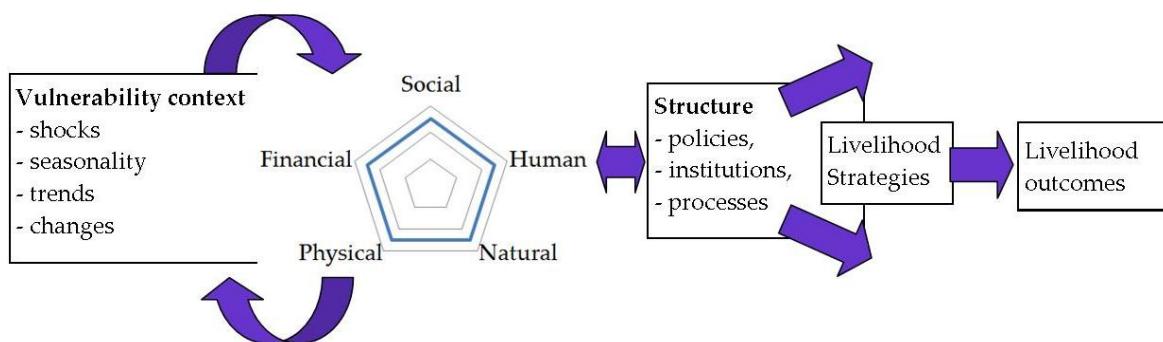 Vulnerability context
- shocks
- seasonality
- trends
- changes
Social
Financial
Human
Physical
Natural
Structure
- policies,
- institutions,
- processes
Livelihood
Strategies
Livelihood
outcomes